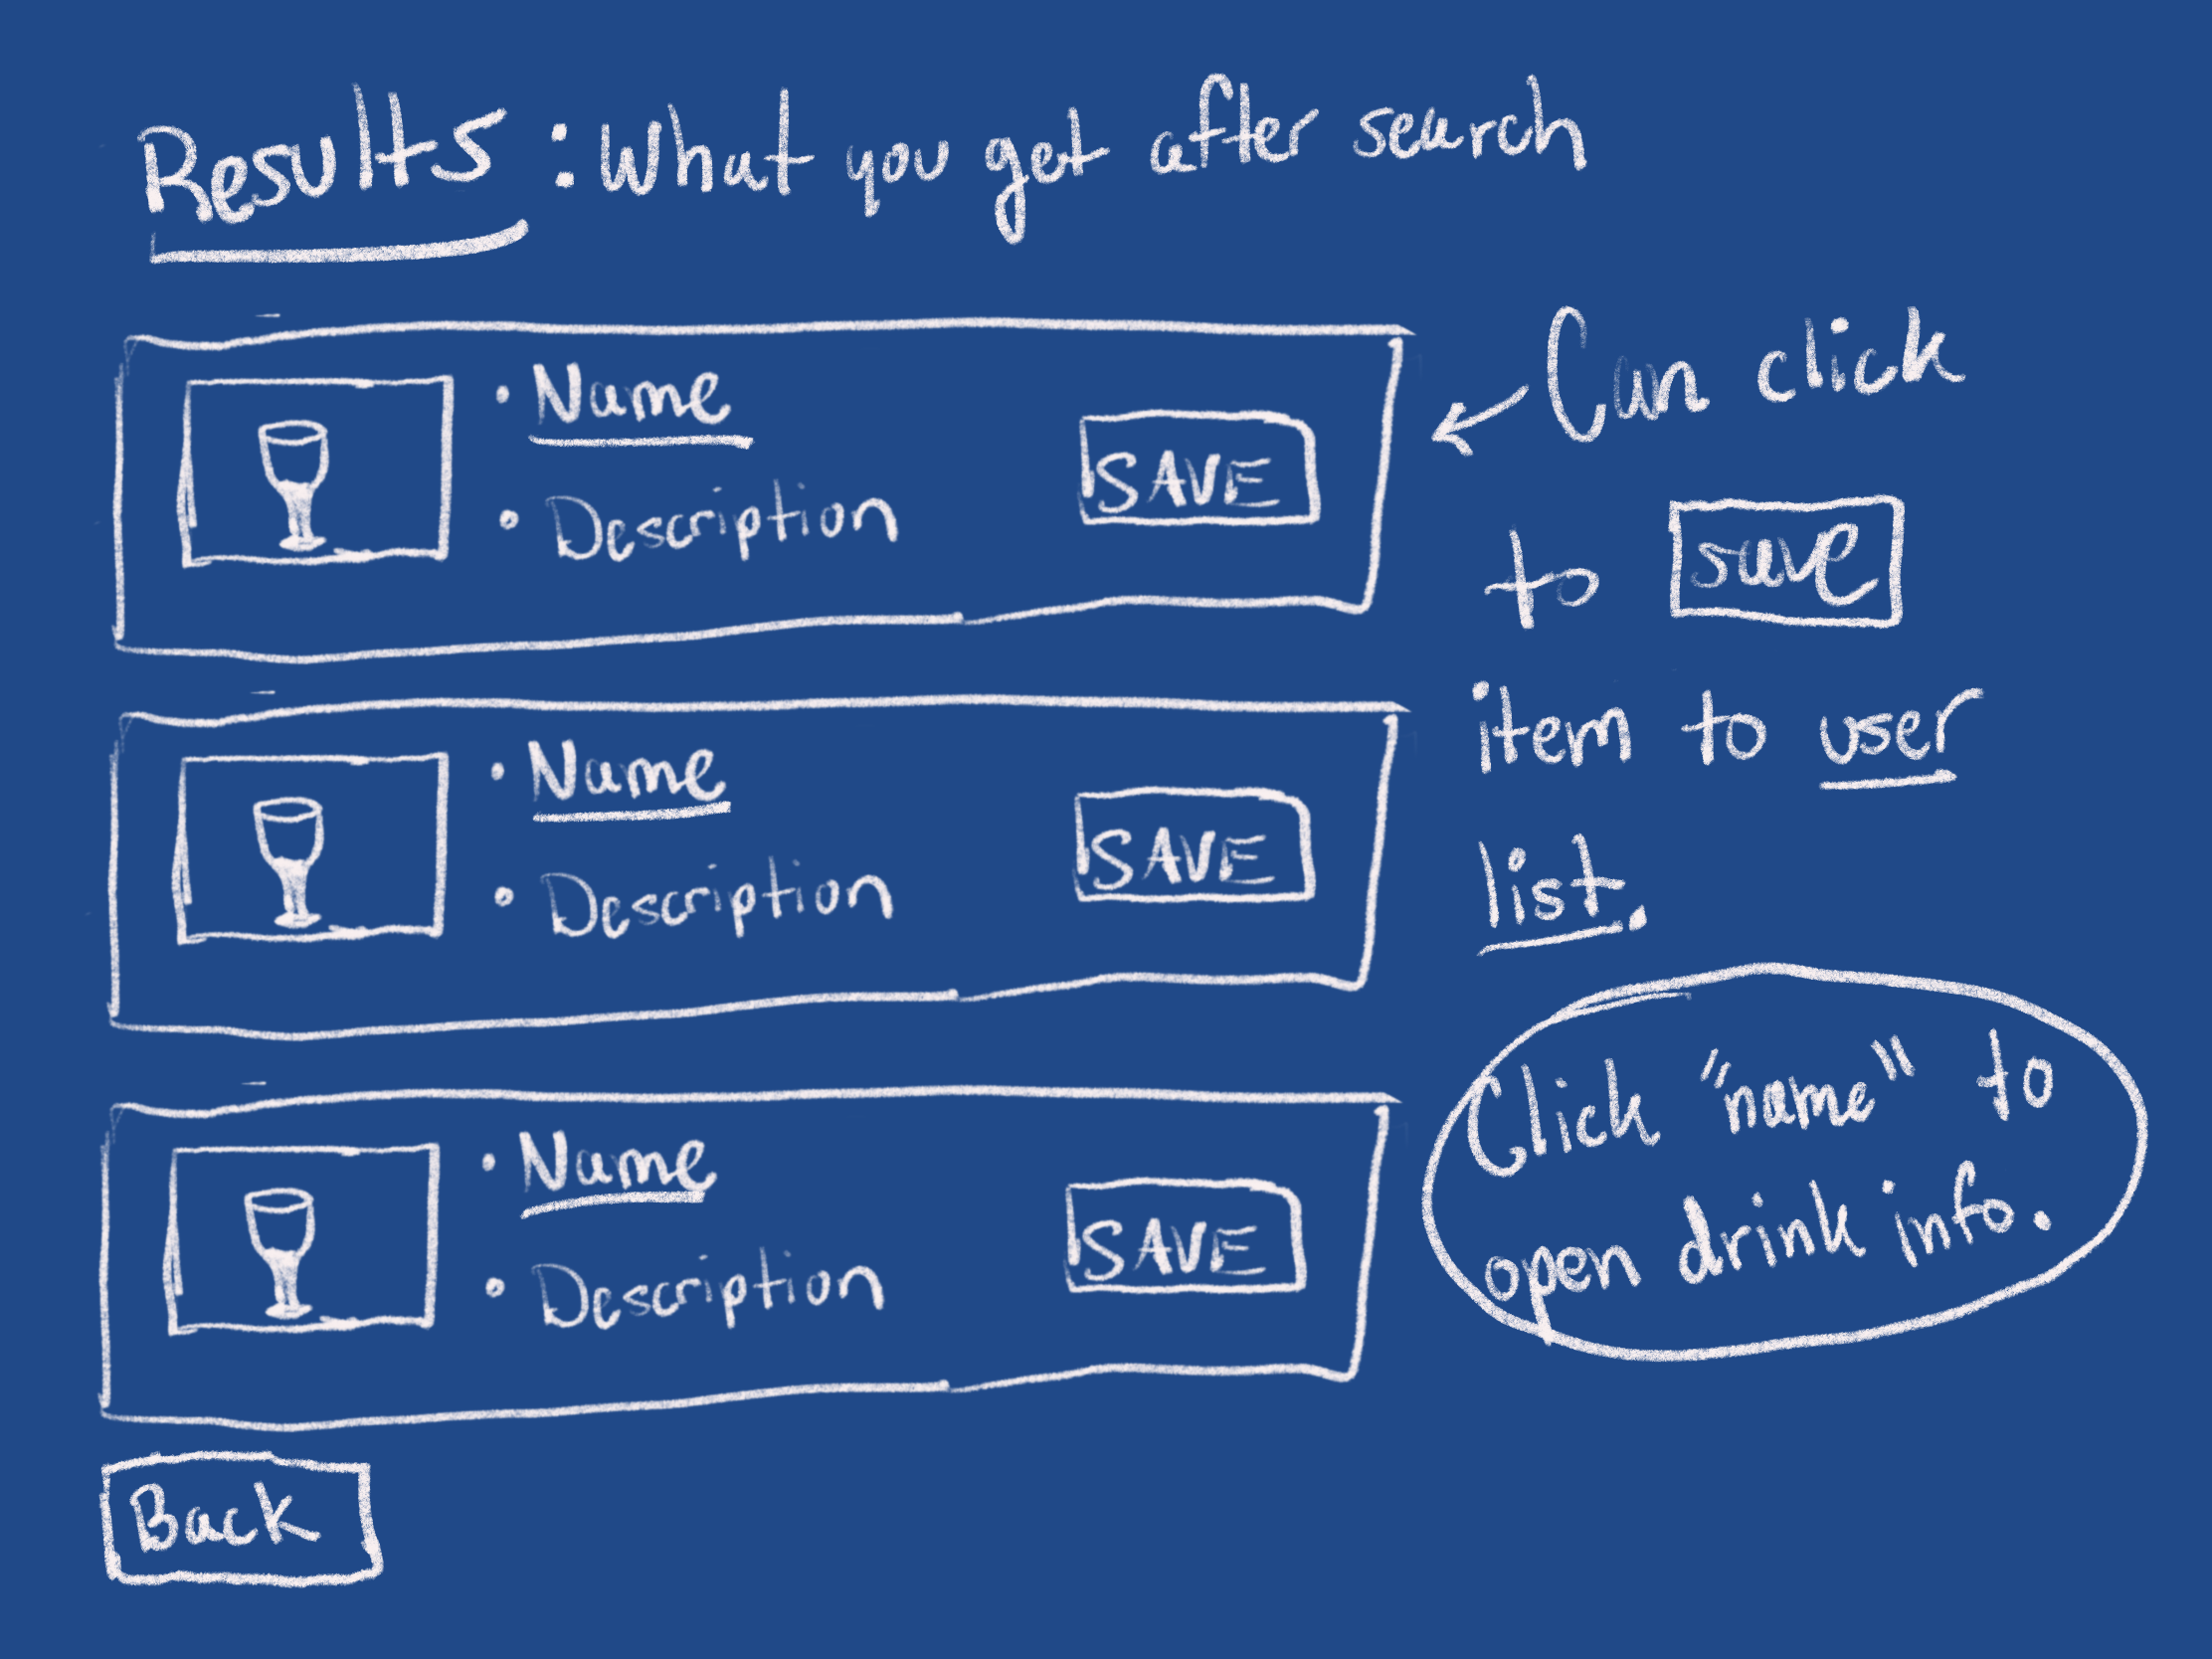 Results: What you get after search
• Name
• Description
SAVE
← Can click
to save
item to user
list.
• Name
• Description
SAVE
• Name
• Description
SAVE
Click "name" to
open drink info.
Back